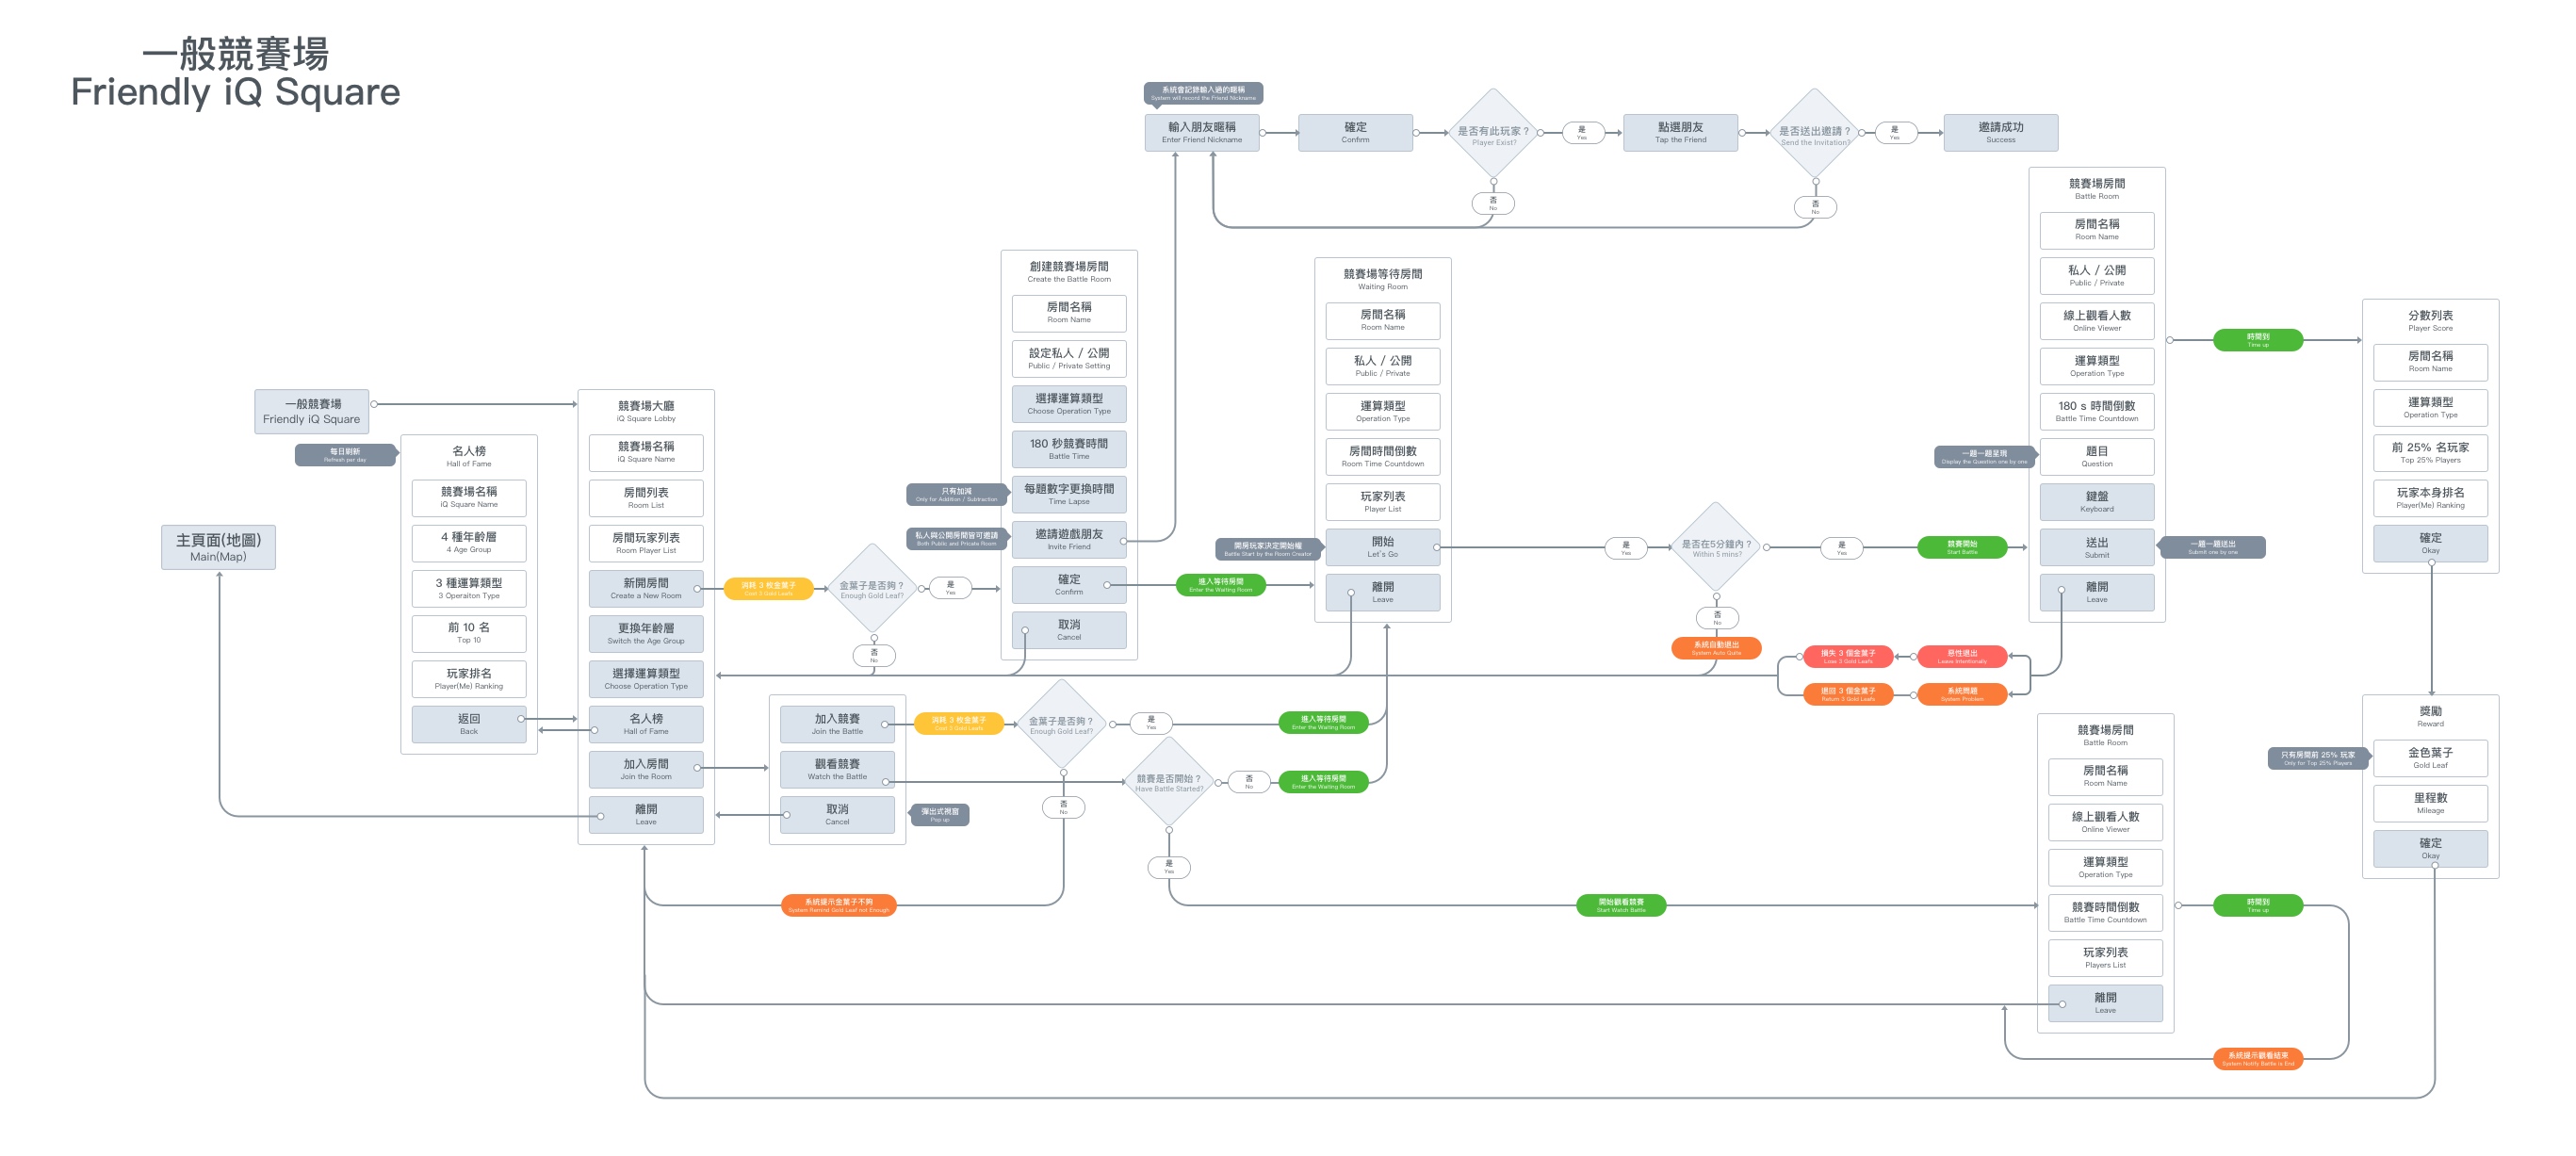 一般競賽場
Friendly iQ Square
系統會記錄輸入過的暱稱
System will record the Friend Nickname
輸入朋友暱稱
Enter Friend Nickname
確定
Confirm
是否有此玩家？
Player Exist?
是
Yes
否
No
點選朋友
Tap the Friend
是否送出邀請？
Send the Invitation?
是
Yes
否
No
邀請成功
Success
一般競賽場
Friendly iQ Square
主頁面(地圖)
Main(Map)
每日刷新
Refresh per day
名人榜
Hall of Fame
競賽場名稱
iQ Square Name
4 種年齡層
4 Age Group
3 種運算類型
3 Operaiton Type
前 10 名
Top 10
玩家排名
Player(Me) Ranking
返回
Back
競賽場大廳
iQ Square Lobby
競賽場名稱
iQ Square Name
房間列表
Room List
房間玩家列表
Room Player List
新開房間
Create a New Room
更換年齡層
Switch the Age Group
選擇運算類型
Choose Operation Type
名人榜
Hall of Fame
加入房間
Join the Room
離開
Leave
消耗 3 枚金葉子
Cost 3 Gold Leafs
金葉子是否夠？
Enough Gold Leaf?
是
Yes
否
No
創建競賽場房間
Create the Battle Room
房間名稱
Room Name
設定私人 / 公開
Public / Private Setting
選擇運算類型
Choose Operation Type
180 秒競賽時間
Battle Time
只有加減
Only for Addition / Subtraction
每題數字更換時間
Time Lapse
私人與公開房間皆可邀請
Both Public and Private Room
邀請遊戲朋友
Invite Friend
確定
Confirm
取消
Cancel
進入等待房間
Enter the Waiting Room
競賽場等待房間
Waiting Room
房間名稱
Room Name
私人 / 公開
Public / Private
運算類型
Operation Type
房間時間倒數
Room Time Countdown
玩家列表
Player List
開房玩家決定開始權
Battle Start by the Room Creator
開始
Let's Go
離開
Leave
是
Yes
是否在5分鐘內？
Within 5 mins?
是
Yes
否
No
系統自動退出
System Auto Quits
競賽開始
Start Battle
競賽場房間
Battle Room
房間名稱
Room Name
私人 / 公開
Public / Private
線上觀看人數
Online Viewer
運算類型
Operation Type
180 s 時間倒數
Battle Time Countdown
一題一題呈現
Display the Question one by one
題目
Question
鍵盤
Keyboard
送出
Submit
一題一題送出
Submit one by one
離開
Leave
損失 3 個金葉子
Lose 3 Gold Leafs
惡性退出
Leave Intentionally
退回 3 個金葉子
Return 3 Gold Leafs
系統問題
System Problem
時間到
Time up
分數列表
Player Score
房間名稱
Room Name
運算類型
Operation Type
前 25% 名玩家
Top 25% Players
玩家本身排名
Player(Me) Ranking
確定
Okay
獎勵
Reward
只有房間前 25% 玩家
Only for Top 25% Players
金色葉子
Gold Leaf
里程數
Mileage
確定
Okay
加入競賽
Join the Battle
觀看競賽
Watch the Battle
取消
Cancel
彈出式視窗
Pop up
消耗 3 枚金葉子
Cost 3 Gold Leafs
金葉子是否夠？
Enough Gold Leaf?
是
Yes
否
No
進入等待房間
Enter the Waiting Room
競賽是否開始？
Have Battle Started?
否
No
進入等待房間
Enter the Waiting Room
是
Yes
系統提示金葉子不夠
System Remind Gold Leaf not Enough
開始觀看競賽
Start Watch Battle
競賽場房間
Battle Room
房間名稱
Room Name
線上觀看人數
Online Viewer
運算類型
Operation Type
競賽時間倒數
Battle Time Countdown
玩家列表
Players List
離開
Leave
時間到
Time up
系統提示觀看結束
System Notify Battle is End